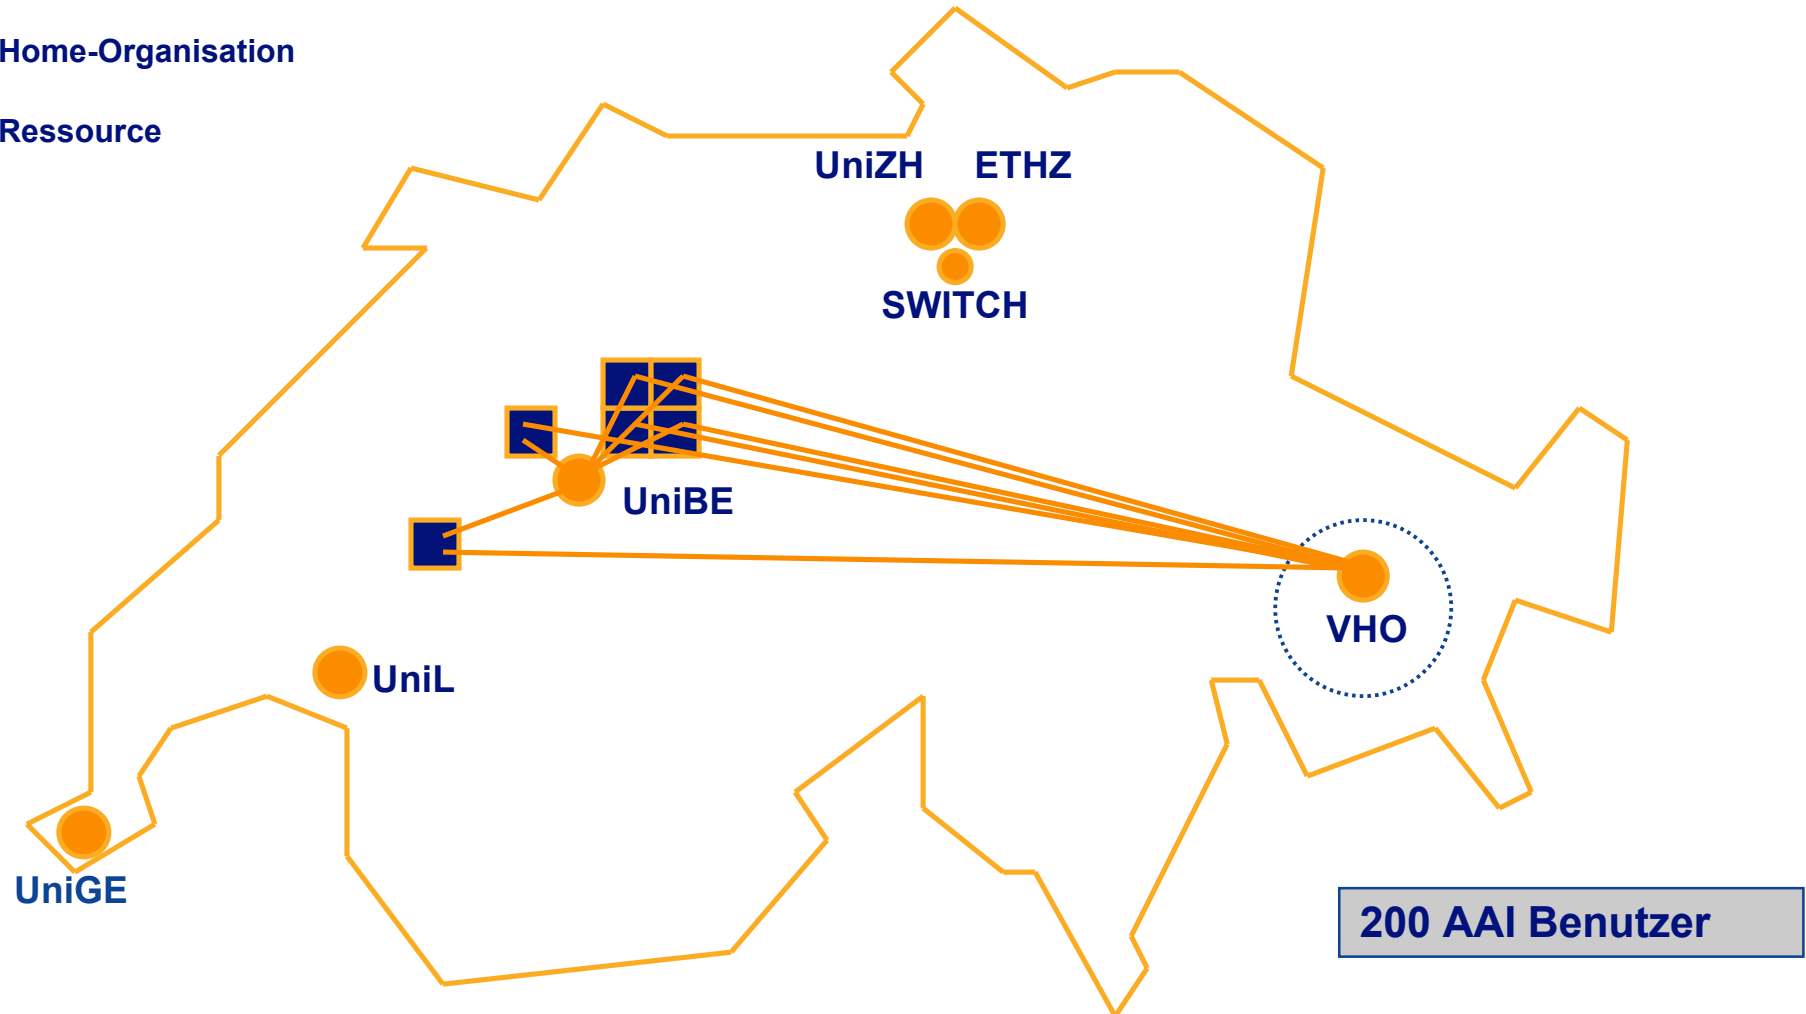 Home-Organisation
Ressource
UniZH ETHZ
SWITCH
UniBE
VHO
UniL
UniGE
200 AAI Benutzer